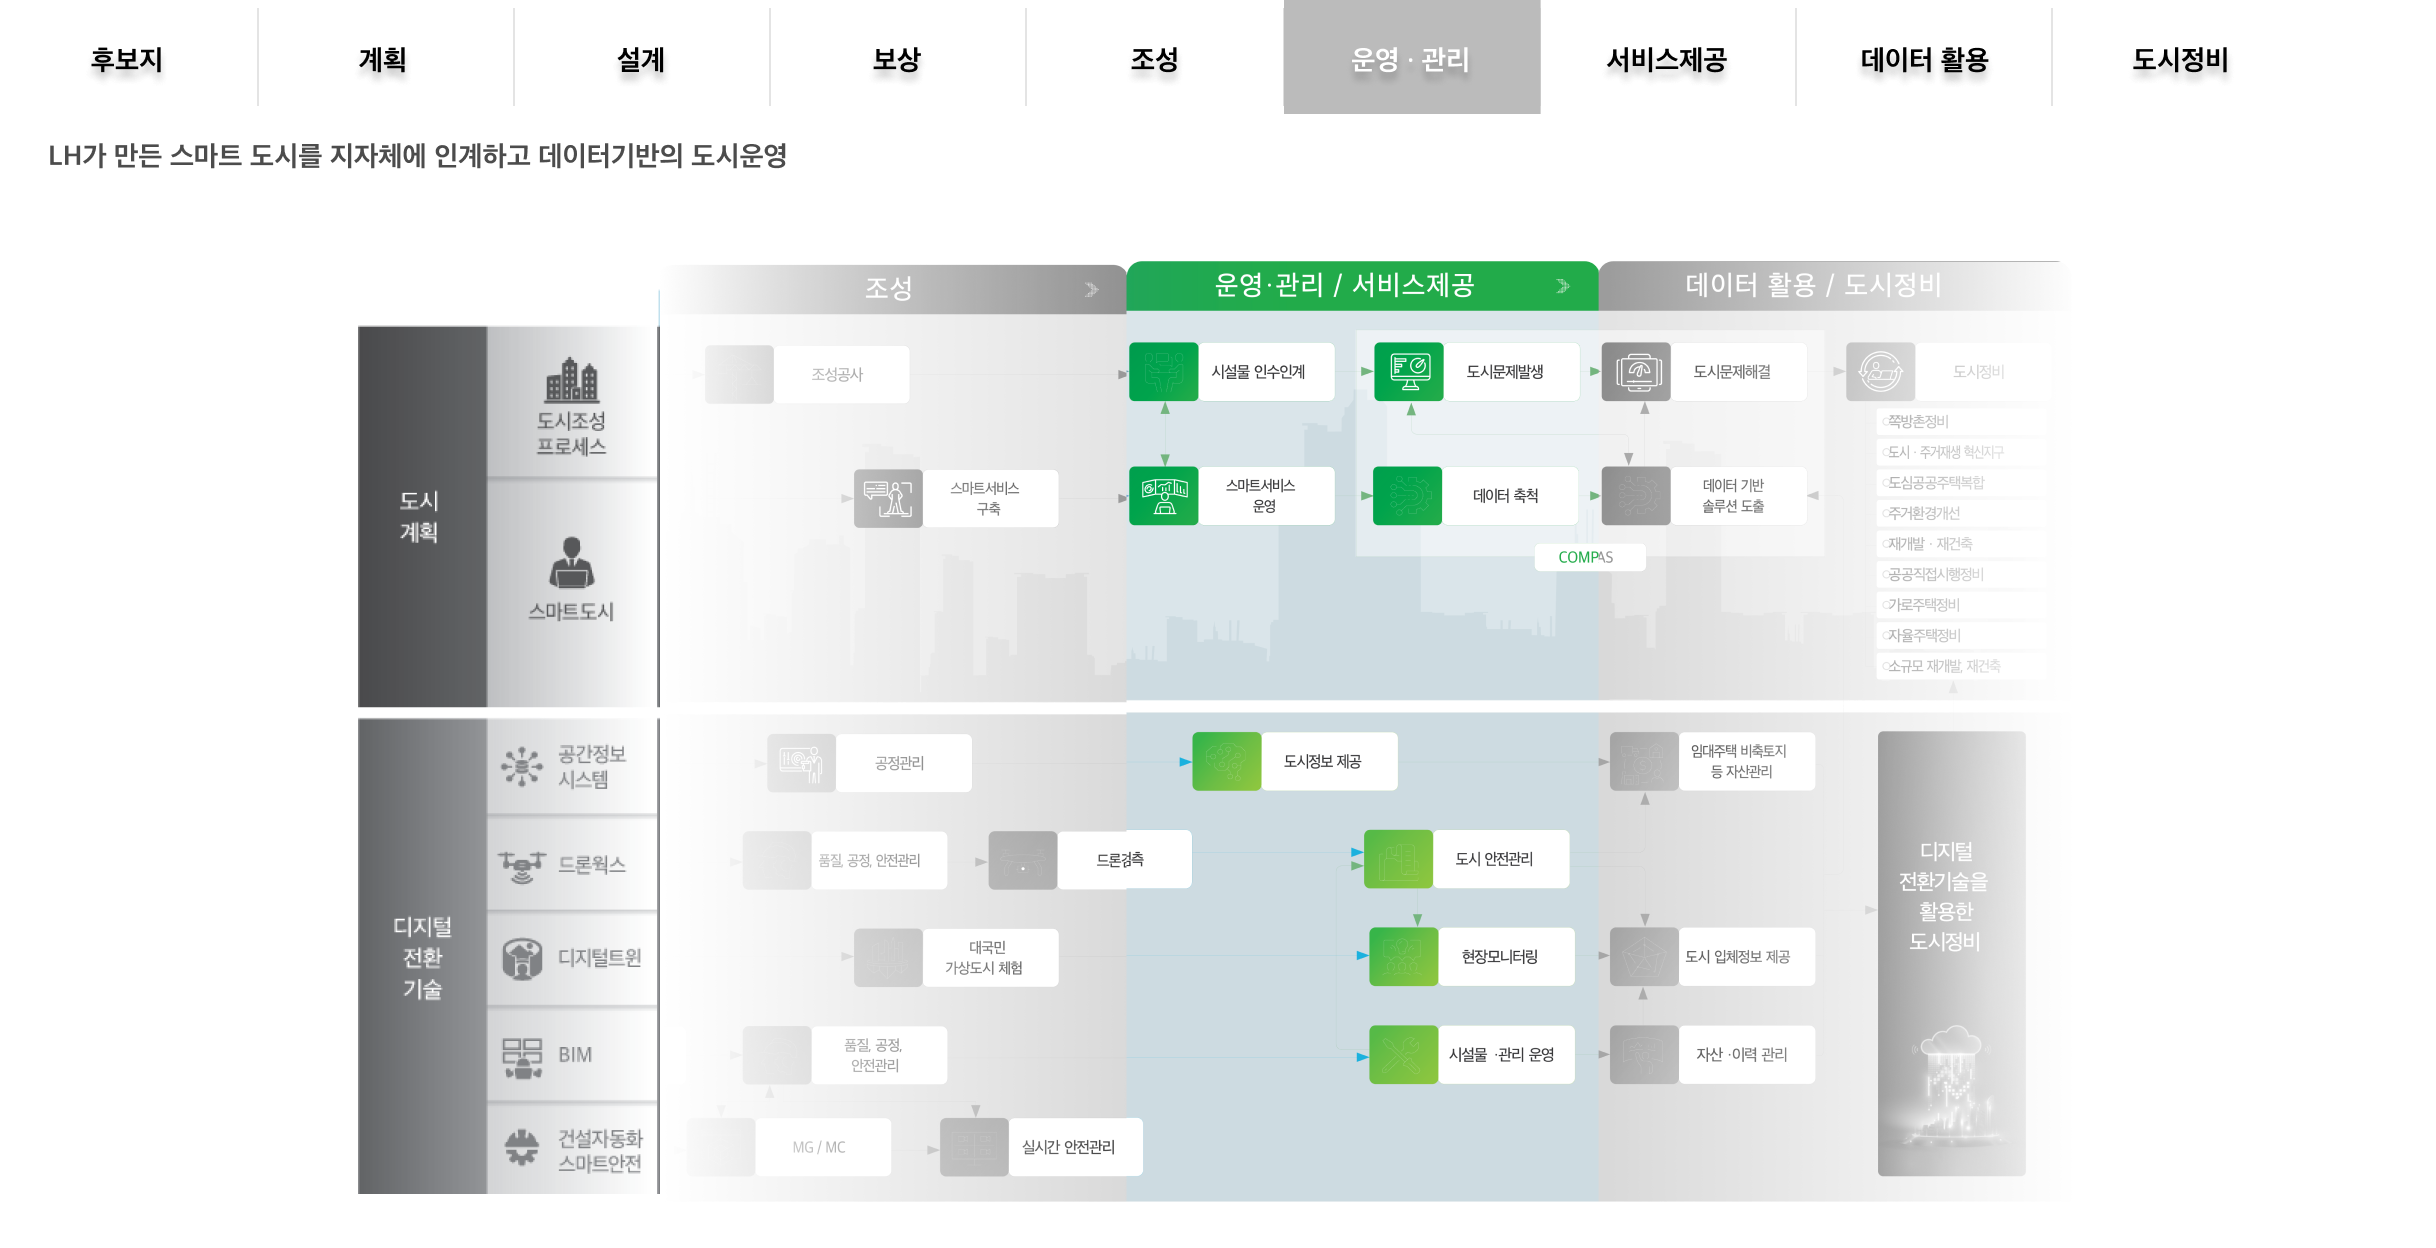 후보지
계획
설계
보상
조성
운영 · 관리
서비스제공
데이터 활용
도시정비
LH가 만든 스마트 도시를 지자체에 인계하고 데이터기반의 도시운영
조성
운영·관리 / 서비스제공
데이터 활용 / 도시정비
도시
계획
도시조성
프로세스
스마트도시
조성공사
시설물 인수인계
도시문제발생
도시문제해결
도시정비
스마트서비스
구축
스마트서비스
운영
데이터 축척
데이터 기반
솔루션 도출
COMPAS
쪽방촌정비
도시 · 주거재생 혁신지구
도심공공주택복합
주거환경개선
재개발 · 재건축
공공직접시행정비
가로주택정비
자율주택정비
소규모 재개발, 재건축
디지털
전환
기술
공간정보
시스템
드론웍스
디지털트윈
BIM
건설자동화
스마트안전
공정관리
도시정보 제공
임대주택 비축토지
등 자산관리
품질, 공정, 안전관리
드론검측
도시 안전관리
대국민
가상도시 체험
현장모니터링
도시 입체정보 제공
품질, 공정,
안전관리
시설물 ·관리 운영
자산 ·이력 관리
MG / MC
실시간 안전관리
디지털
전환기술을
활용한
도시정비